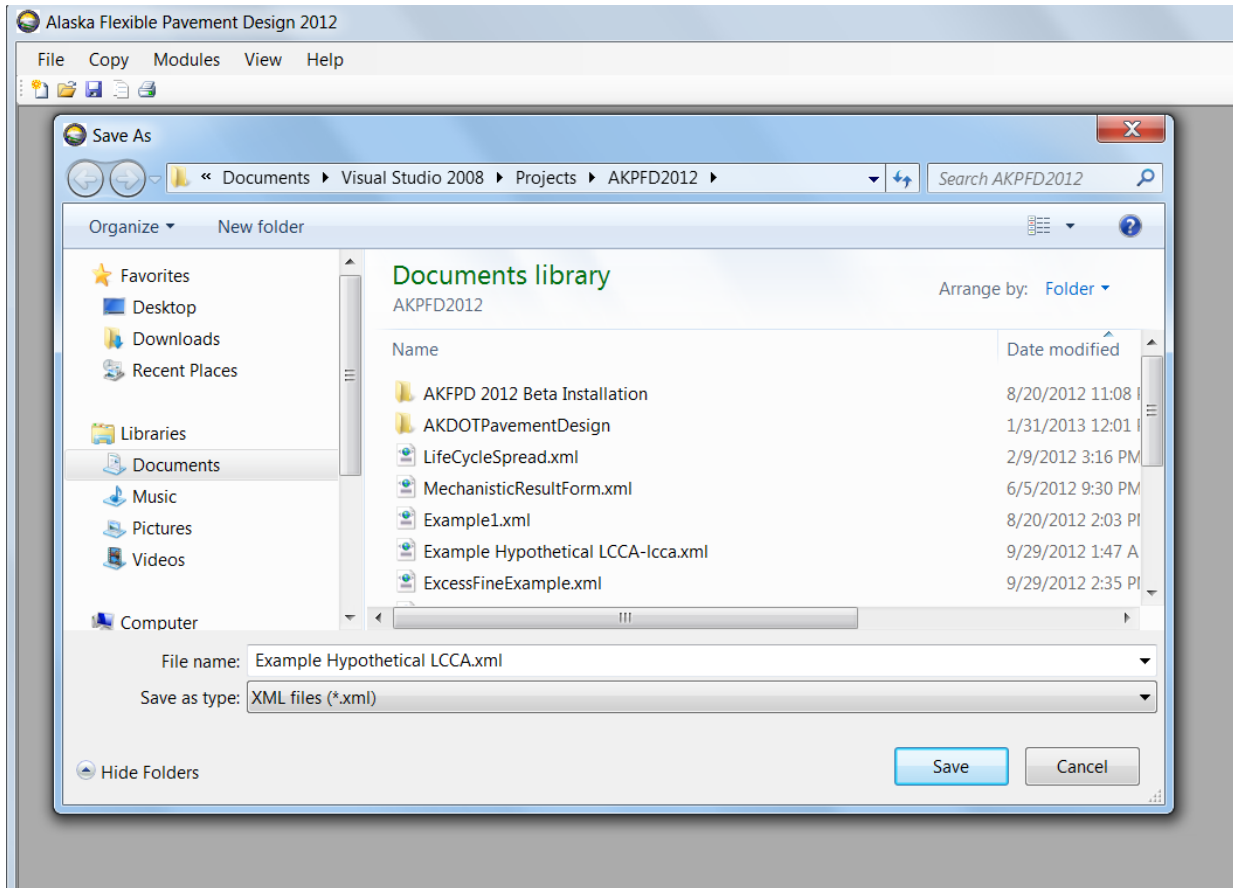 Alaska Flexible Pavement Design 2012
File Copy Modules View Help
Save As
« Documents Visual Studio 2008 Projects AKPFD2012 Search AKPFD2012
Organize New folder
Favorites
Desktop
Downloads
Recent Places
Libraries
Documents
Music
Pictures
Videos
Computer
Documents library
AKPFD2012
Arrange by: Folder
Name Date modified
AKFPD 2012 Beta Installation 8/20/2012 11:08
AKDOTPavementDesign 1/31/2013 12:01
LifeCycleSpread.xml 2/9/2012 3:16 PM
MechanisticResultForm.xml 6/5/2012 9:30 PM
Example1.xml 8/20/2012 2:03 P
Example Hypothetical LCCA-lcca.xml 9/29/2012 1:47 A
ExcessFineExample.xml 9/29/2012 2:35 P
File name: Example Hypothetical LCCA.xml
Save as type: XML files (*.xml)
Hide Folders
Save Cancel